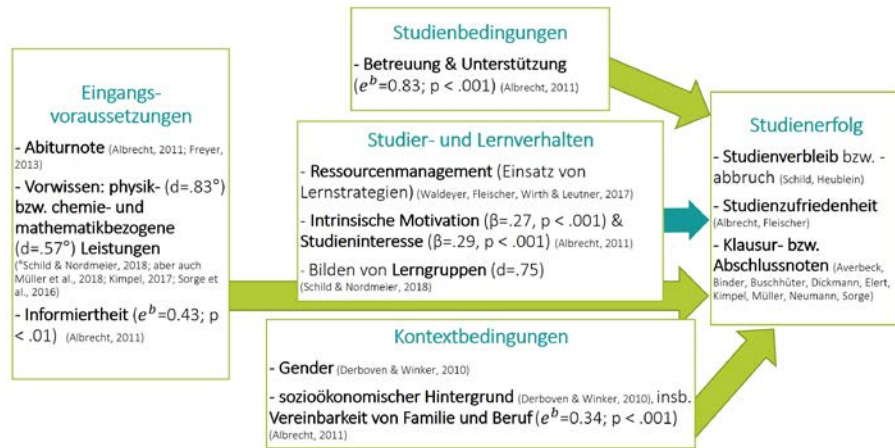 Eingangs-
voraussetzungen
- Abiturnote (Albrecht, 2011; Freyer,
2013)
- Vorwissen: physik- (d=.83°)
bzw. chemie- und
mathematikbezogene
(d=.57°) Leistungen
(°Schild & Nordmeier, 2018; aber auch
Müller et al., 2018; Kimpel, 2017; Sorge et
al., 2016)
- Informiertheit (e^b=0.43; p
< .01) (Albrecht, 2011)
Studienbedingungen
- Betreuung & Unterstützung
(e^b=0.83; p < .001) (Albrecht, 2011)
Studier- und Lernverhalten
- Ressourcenmanagement (Einsatz von
Lernstrategien) (Waldeyer, Fleischer, Wirth & Leutner, 2017)
- Intrinsische Motivation (β=.27, p < .001) &
Studieninteresse (β=.29, p < .001) (Albrecht, 2011)
- Bilden von Lerngruppen (d=.75)
(Schild & Nordmeier, 2018)
Kontextbedingungen
- Gender (Derboven & Winker, 2010)
- sozioökonomischer Hintergrund (Derboven & Winker, 2010), insb.
Vereinbarkeit von Familie und Beruf (e^b=0.34; p < .001)
(Albrecht, 2011)
Studienerfolg
- Studienverbleib bzw. -
abbruch (Schild, Heublein)
- Studienzufriedenheit
(Albrecht, Fleischer)
- Klausur- bzw.
Abschlussnoten (Averbeck,
Binder, Buschhüter, Dickmann, Elert,
Kimpel, Müller, Neumann, Sorge)